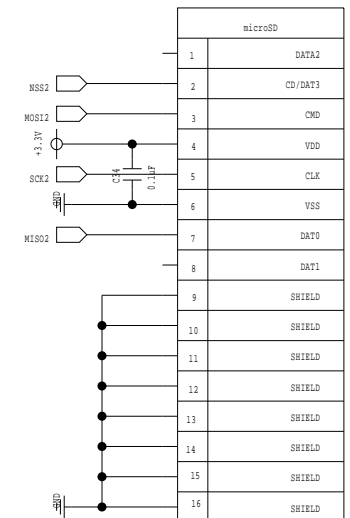 microSD
1 DATA2
NSS2 2 CD/DAT3
MOSI2 3 CMD
+3.3V 4 VDD
SCK2 C34 0.1uF 5 CLK
GND 6 VSS
MISO2 7 DAT0
8 DAT1
9 SHIELD
10 SHIELD
11 SHIELD
12 SHIELD
13 SHIELD
14 SHIELD
15 SHIELD
GND 16 SHIELD